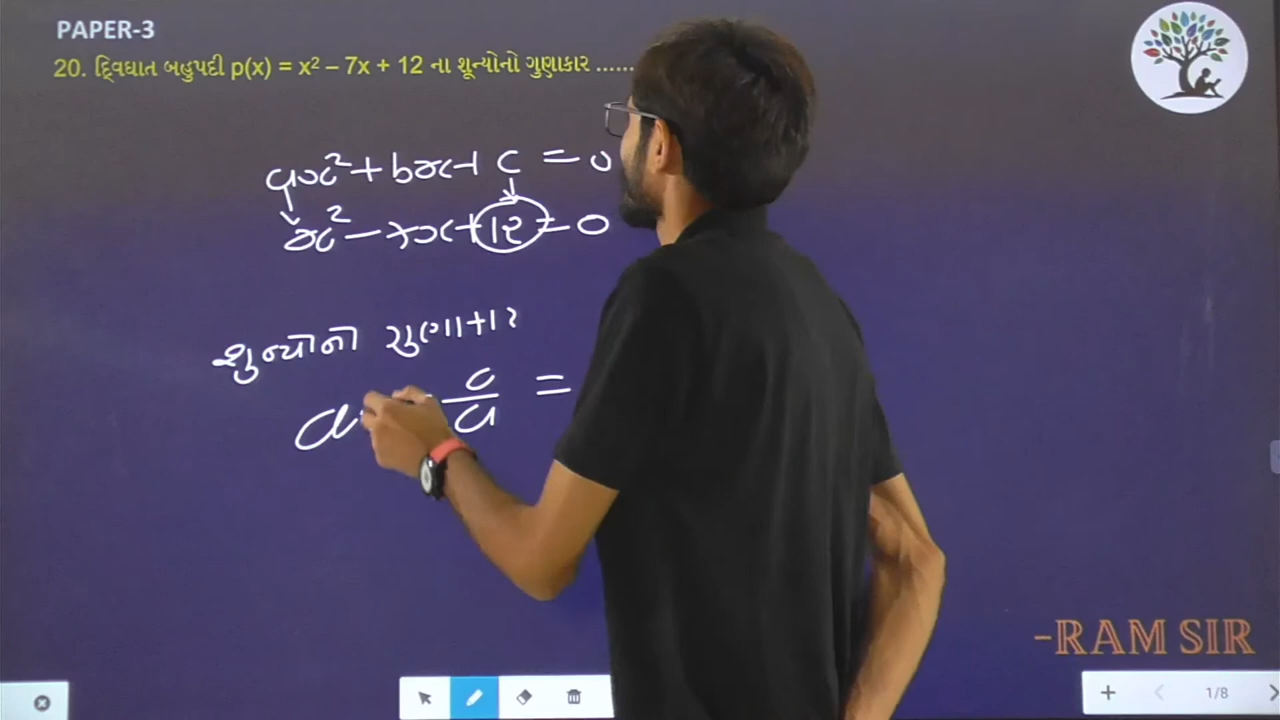 PAPER-3
20. દ્વિઘાત બહુપદી p(x) = x² – 7x + 12 ના શૂન્યોનો ગુણાકાર ......
ax² + bx + c = 0
x² – 7x + 12 = 0
શુન્યોનો ગુણાકાર
c/a =
-RAM SIR
1/8